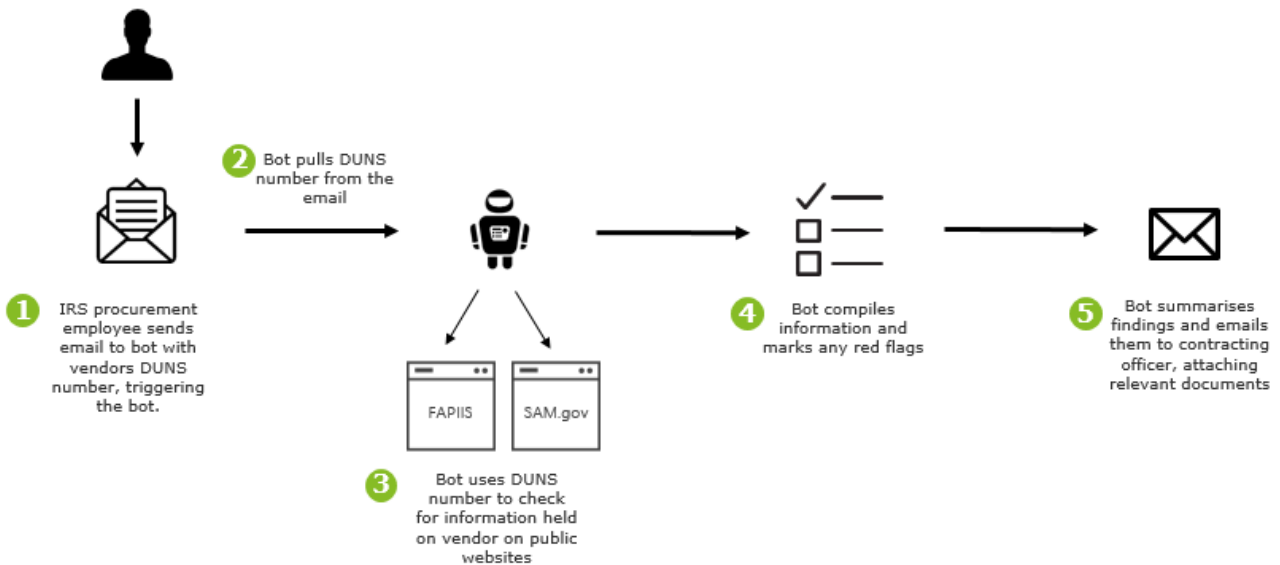 2
Bot pulls DUNS
number from the
email
1
IRS procurement
employee sends
email to bot with
vendors DUNS
number, triggering
the bot.
FAPIIS
SAM.gov
3
Bot uses DUNS
number to check
for information held
on vendor on public
websites
4
Bot compiles
information and
marks any red flags
5
Bot summarises
findings and emails
them to contracting
officer, attaching
relevant documents